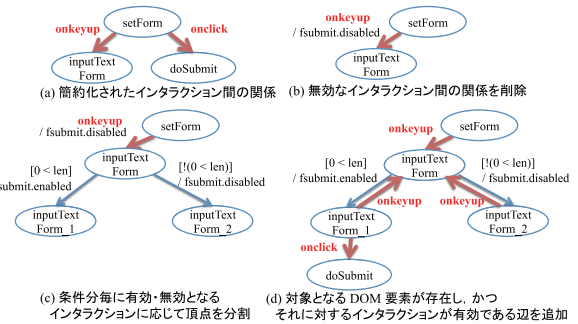 onkeyup
setForm
onclick
inputText
Form
doSubmit
(a) 簡約化されたインタラクション間の関係
onkeyup
/ fsubmit.disabled
setForm
inputText
Form
(b) 無効なインタラクション間の関係を削除
onkeyup
/ fsubmit.disabled
setForm
inputText
Form
[0 < len]
submit.enabled
[!(0 < len)]
/ fsubmit.disabled
inputText
Form_1
inputText
Form_2
(c) 条件分毎に有効・無効となる
インタラクションに応じて頂点を分割
onkeyup
setForm
inputText
Form
[0 < len]
/ fsubmit.enabled
[!(0 < len)]
/ fsubmit.disabled
onkeyup
onkeyup
inputText
Form_1
inputText
Form_2
onclick
doSubmit
(d) 対象となる DOM 要素が存在し，かつ
それに対するインタラクションが有効である辺を追加